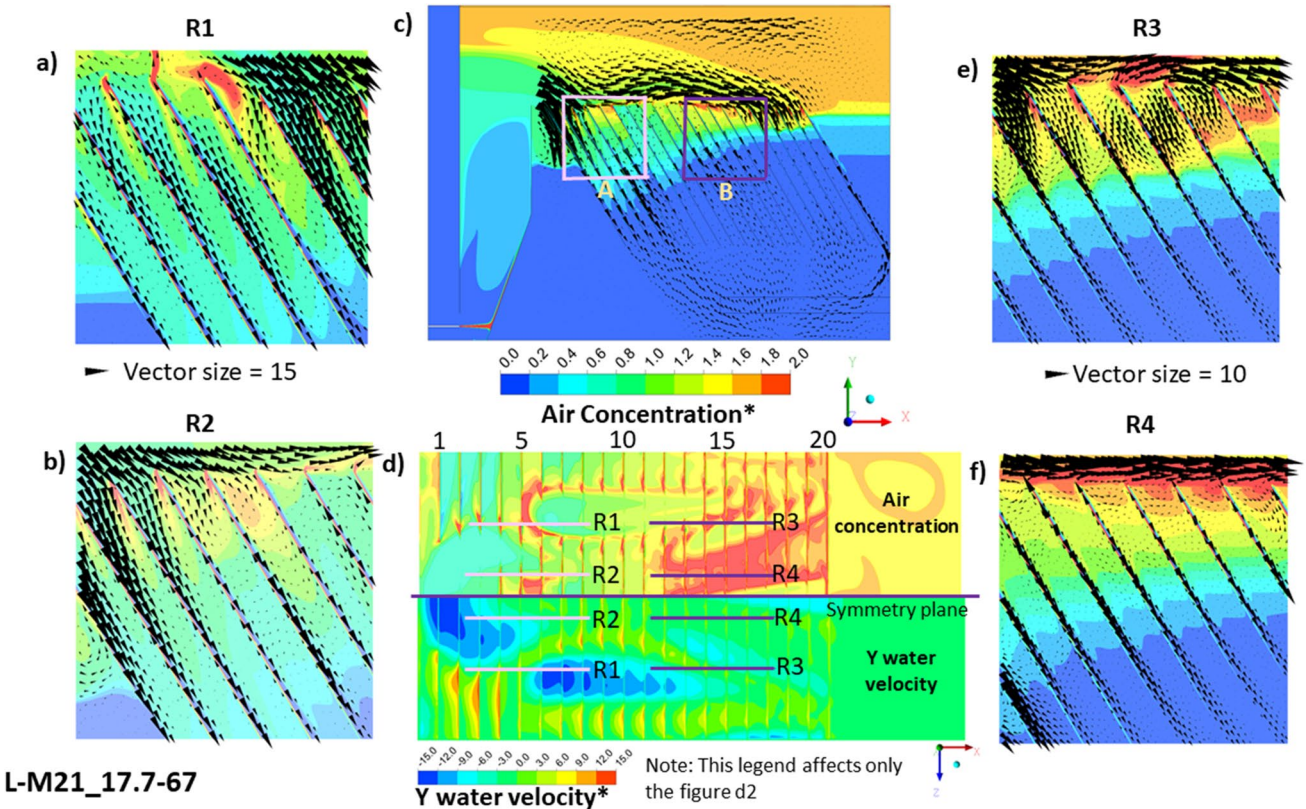 R1
a)
Vector size = 15
R2
b)
c)
A
B
0.0 0.2 0.4 0.6 0.8 1.0 1.2 1.4 1.6 1.8 2.0
Air Concentration*
Y
Z
X
1 5 10 15 20
d)
R1 R3
R2 R4
Air
concentration
Symmetry plane
R2 R4
R1 R3
Y water
velocity
-15.0 -12.0 -9.0 -6.0 -3.0 0.0 3.0 6.0 9.0 12.0 15.0
Y water velocity*
Note: This legend affects only
the figure d2
X
Z
R3
e)
Vector size = 10
R4
f)
L-M21_17.7-67